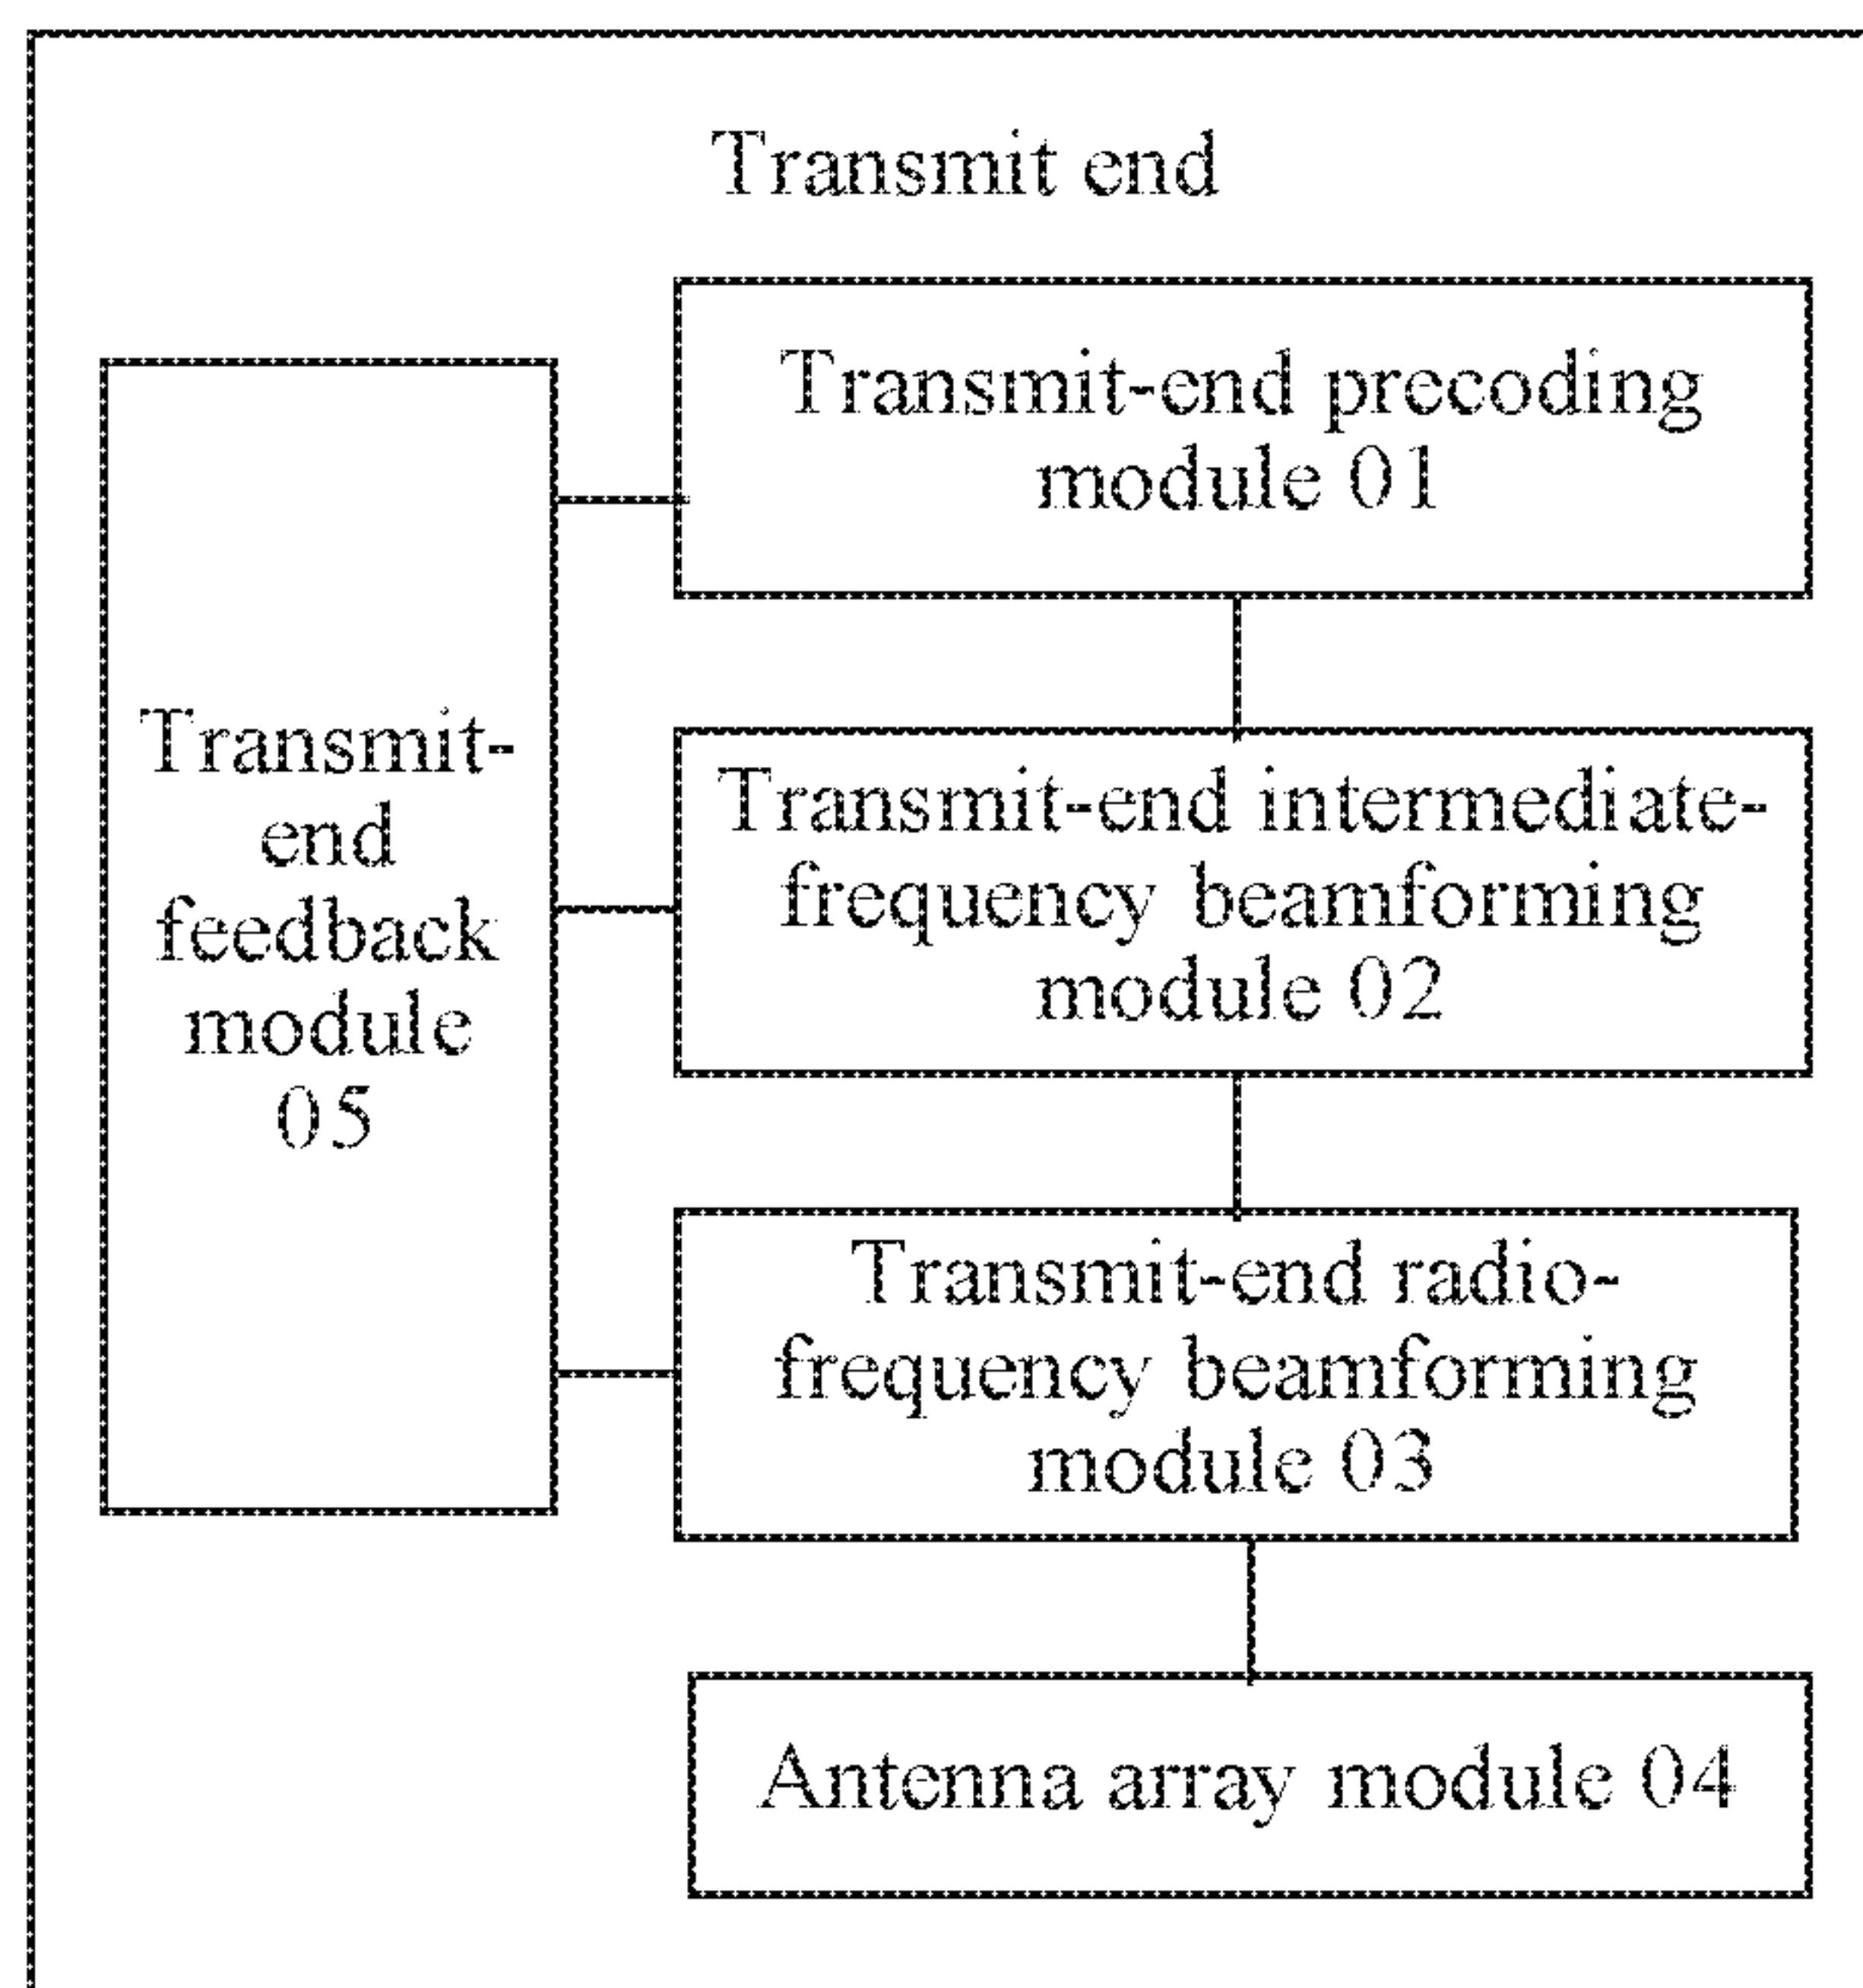 Transmit end
Transmit-end precoding
module 01
Transmit-
end
feedback
module
05
Transmit-end intermediate-
frequency beamforming
module 02
Transmit-end radio-
frequency beamforming
module 03
Antenna array module 04